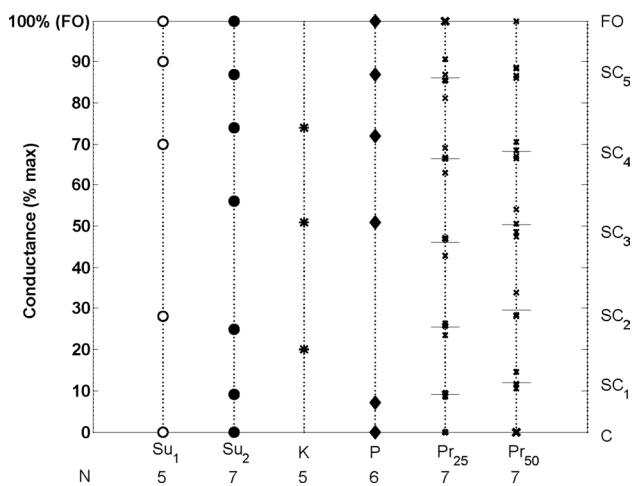 100% (FO)
90
80
70
60
50
40
30
20
10
0
Conductance (% max)
FO
SC5
SC4
SC3
SC2
SC1
C
Su1 Su2 K P Pr25 Pr50
N 5 7 5 6 7 7